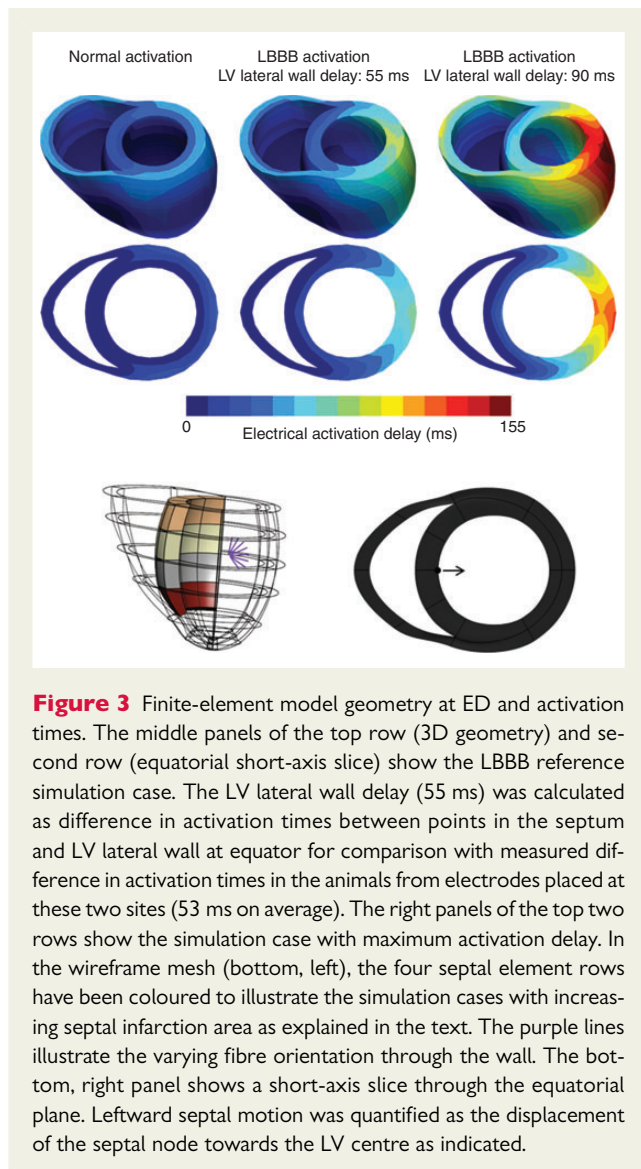 Normal activation
LBBB activation
LV lateral wall delay: 55 ms
LBBB activation
LV lateral wall delay: 90 ms
0
Electrical activation delay (ms)
155
Figure 3 Finite-element model geometry at ED and activation
times. The middle panels of the top row (3D geometry) and se-
cond row (equatorial short-axis slice) show the LBBB reference
simulation case. The LV lateral wall delay (55 ms) was calculated
as difference in activation times between points in the septum
and LV lateral wall at equator for comparison with measured dif-
ference in activation times in the animals from electrodes placed at
these two sites (53 ms on average). The right panels of the top two
rows show the simulation case with maximum activation delay. In
the wireframe mesh (bottom, left), the four septal element rows
have been coloured to illustrate the simulation cases with increas-
ing septal infarction area as explained in the text. The purple lines
illustrate the varying fibre orientation through the wall. The bot-
tom, right panel shows a short-axis slice through the equatorial
plane. Leftward septal motion was quantified as the displacement
of the septal node towards the LV centre as indicated.